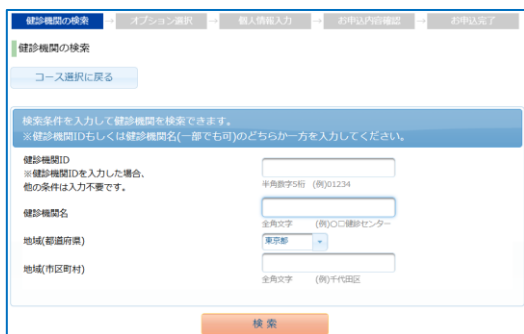 健診機関の検索 → オプション選択 → 個人情報入力 → お申込内容確認 → お申込完了
健診機関の検索
コース選択に戻る
検索条件を入力して健診機関を検索できます。
※健診機関IDもしくは健診機関名(一部でも可)のどちらか一方を入力してください。
健診機関ID
※健診機関IDを入力した場合、
他の条件は入力不要です。
半角数字5桁 (例)01234
健診機関名
全角文字 (例)〇〇健診センター
地域(都道府県) 東京都
地域(市区町村)
全角文字 (例)千代田区
検 索